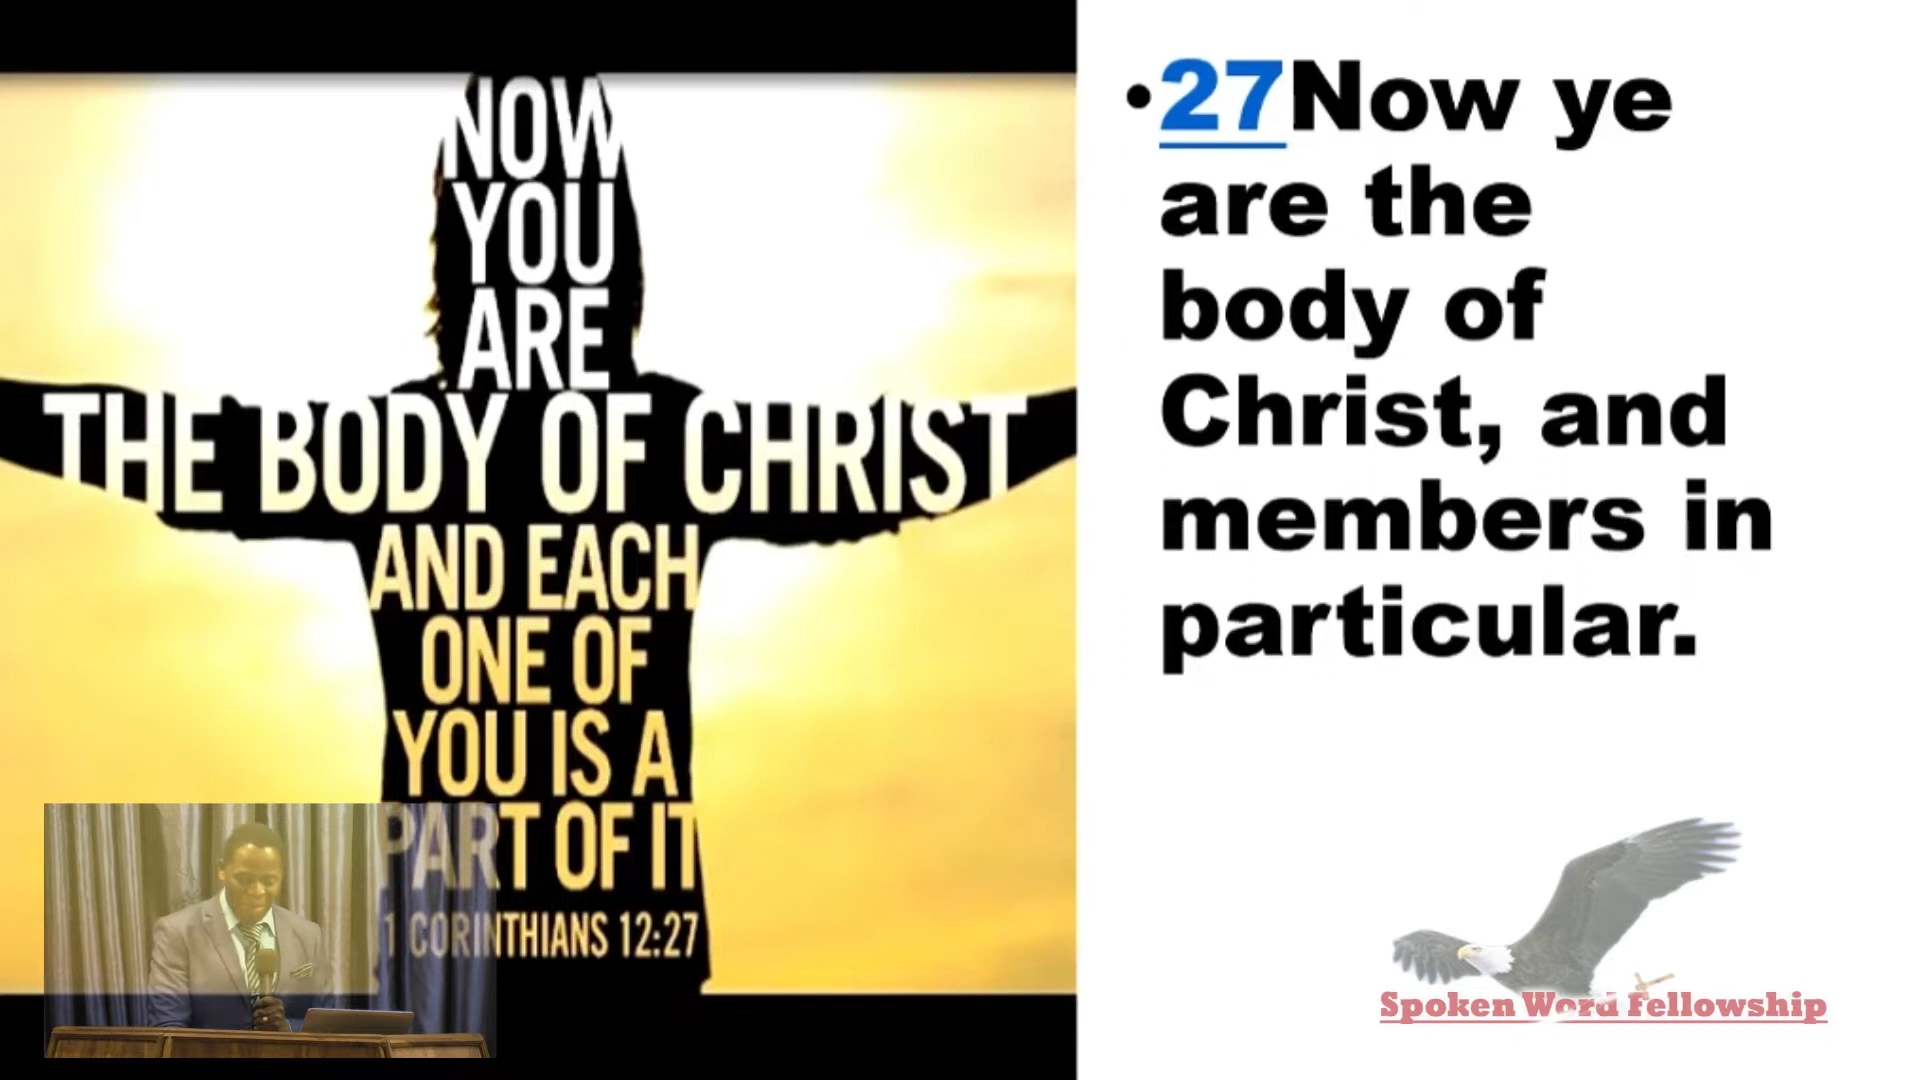 NOW
YOU
ARE
THE BODY OF CHRIST
AND EACH
ONE OF
YOU IS A
PART OF IT
1 CORINTHIANS 12:27
•27Now ye
are the
body of
Christ, and
members in
particular.
Spoken Word Fellowship